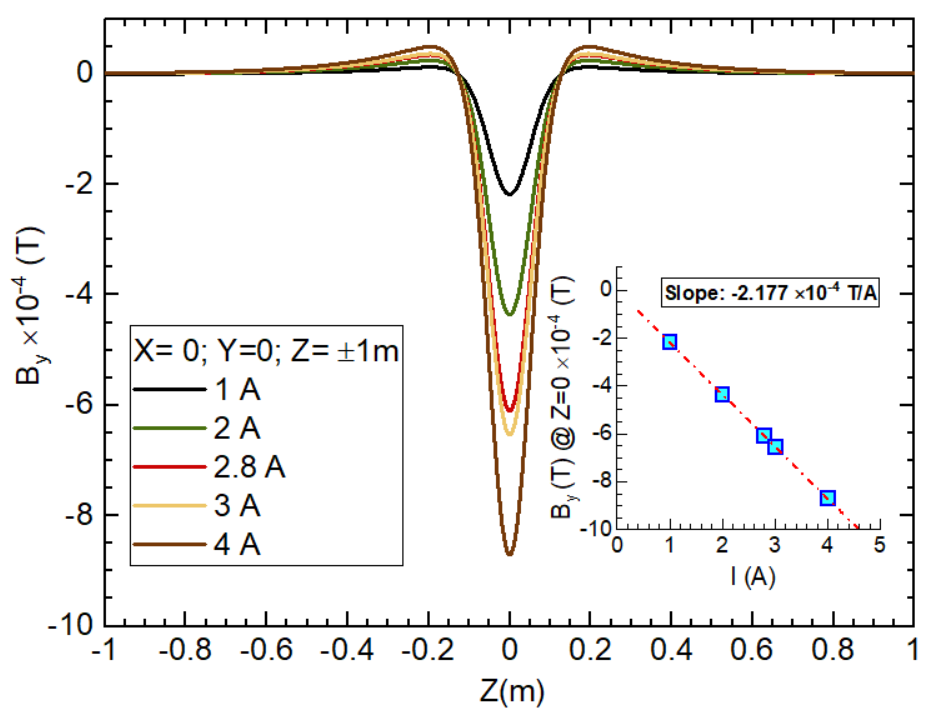 0
-2
-4
-6
-8
-10
B_y ×10^-4 (T)
X= 0; Y=0; Z= ±1m
1 A
2 A
2.8 A
3 A
4 A
Slope: -2.177 ×10^-4 T/A
0
-2
-4
-6
-8
-10
B_y (T) @ Z=0 ×10^-4 (T)
0 1 2 3 4 5
I (A)
-1 -0.8 -0.6 -0.4 -0.2 0 0.2 0.4 0.6 0.8 1
Z(m)